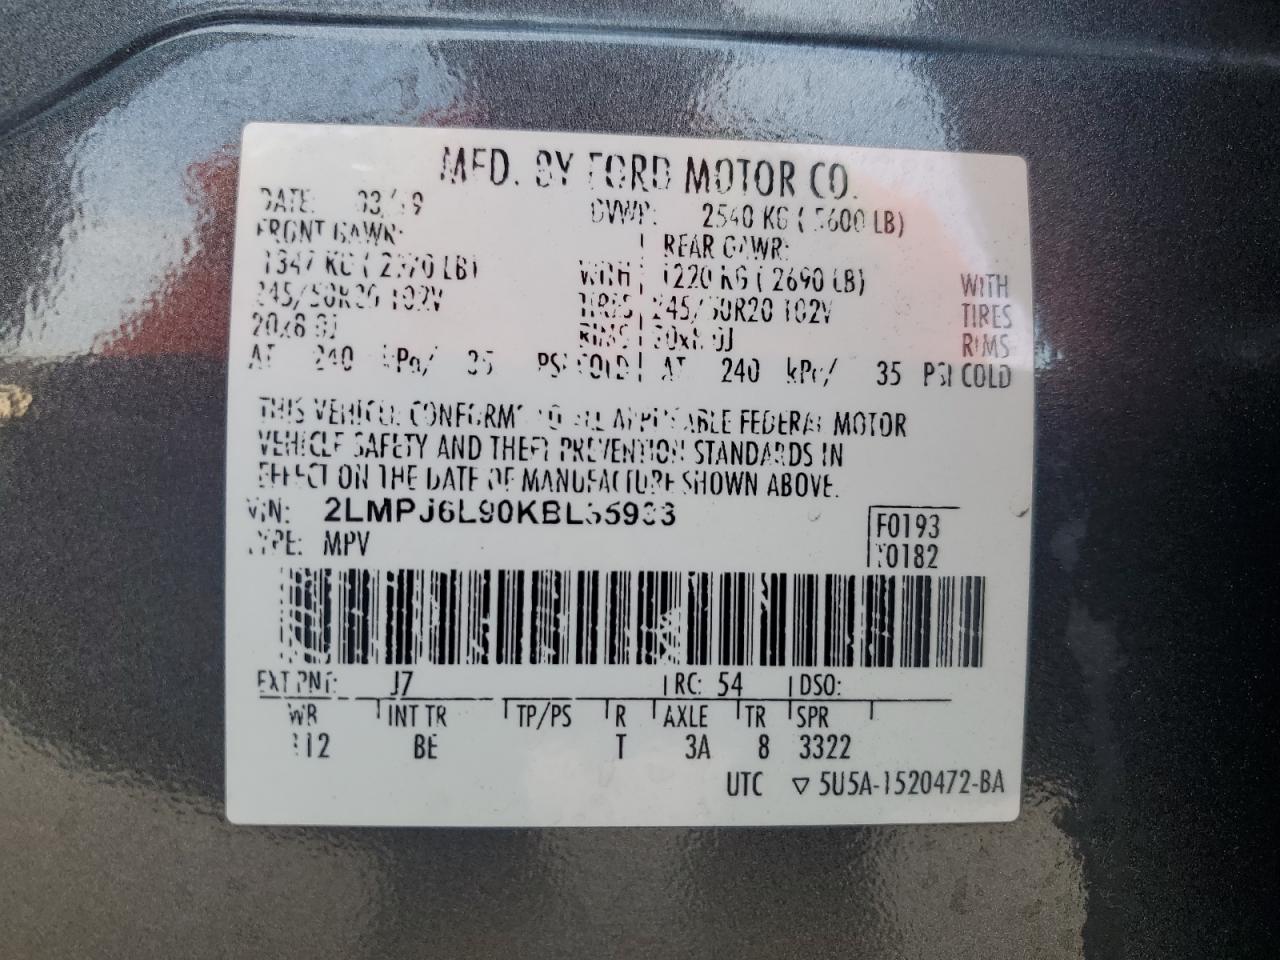 MFD. BY FORD MOTOR CO.
DATE: 03/19 GVWR: 2540 KG ( 5600 LB)
FRONT GAWR: REAR GAWR:
1347 KG ( 2970 LB) WITH 1220 KG ( 2690 LB) WITH
245/50R20 102V TIRES 245/50R20 102V TIRES
20x8.0J RIMS 20x8.0J RIMS
AT 240 kPa/ 35 PSI COLD AT 240 kPa/ 35 PSI COLD
THIS VEHICLE CONFORMS TO ALL APPLICABLE FEDERAL MOTOR
VEHICLE SAFETY AND THEFT PREVENTION STANDARDS IN
EFFECT ON THE DATE OF MANUFACTURE SHOWN ABOVE.
VIN: F0193
TYPE: MPV T0182
EXT PNT: J7 RC: 54 DSO:
WB INT TR TP/PS R AXLE TR SPR
112 BE T 3A 8 3322
UTC ▽ 5U5A-1520472-BA